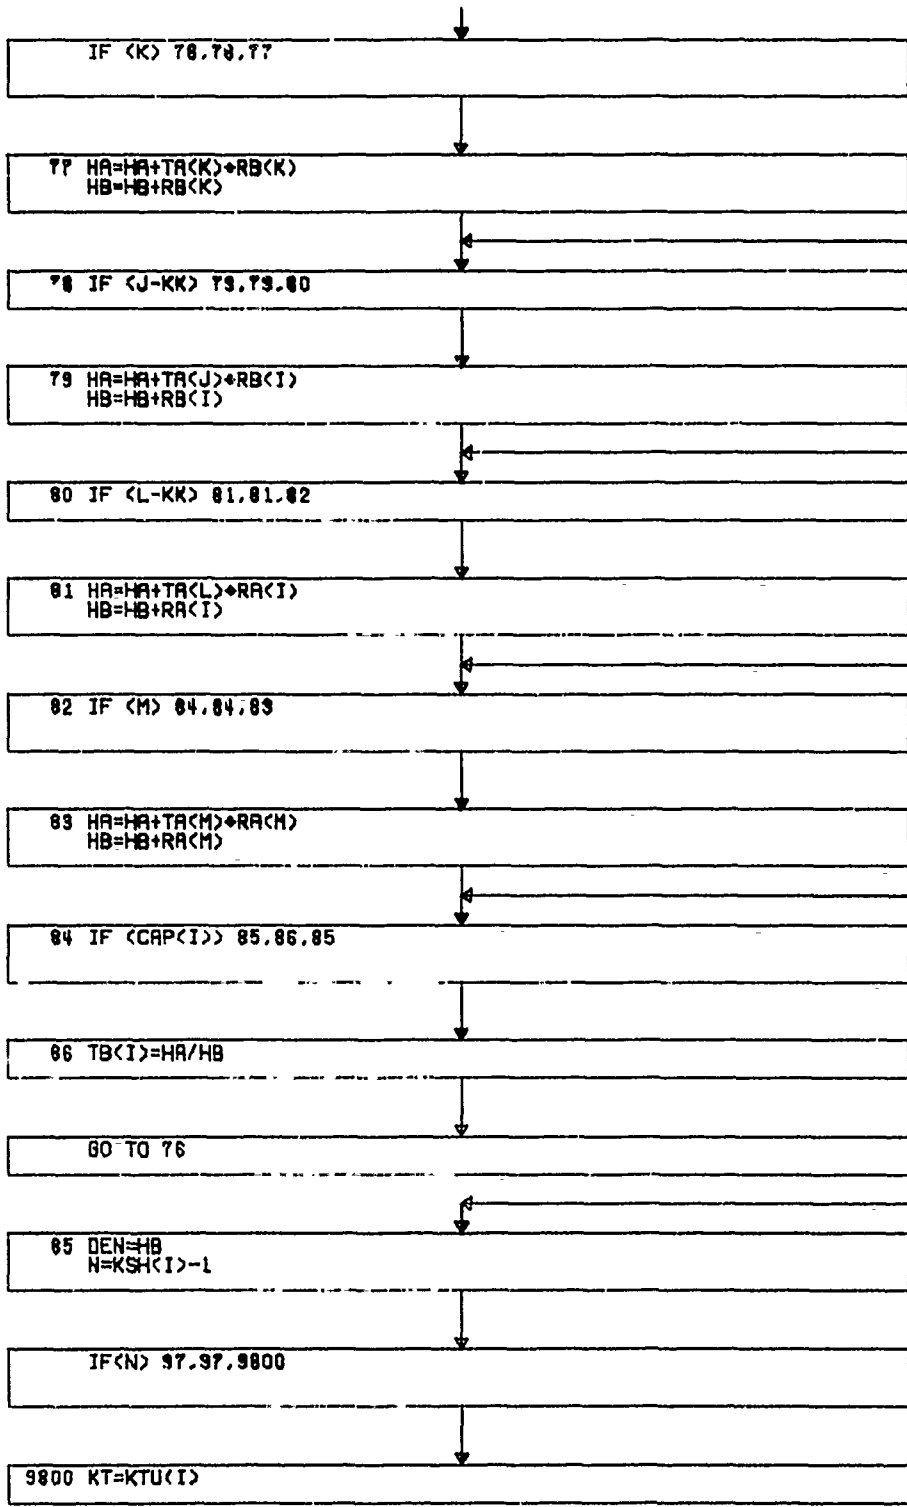 IF (K) 78,78,77
77 HA=HA+TA(K)*RB(K)
HB=HB+RB(K)
78 IF (J-KK) 79,79,80
79 HA=HA+TA(J)*RB(I)
HB=HB+RB(I)
80 IF (L-KK) 81,81,82
81 HA=HA+TA(L)*RA(I)
HB=HB+RA(I)
82 IF (M) 84,84,83
83 HA=HA+TA(M)*RA(M)
HB=HB+RA(M)
84 IF (CAP(I)) 85,86,85
86 TB(I)=HA/HB
GO TO 76
85 DEN=HB
N=KSH(I)-1
IF(N) 97,97,9800
9800 KT=KTU(I)